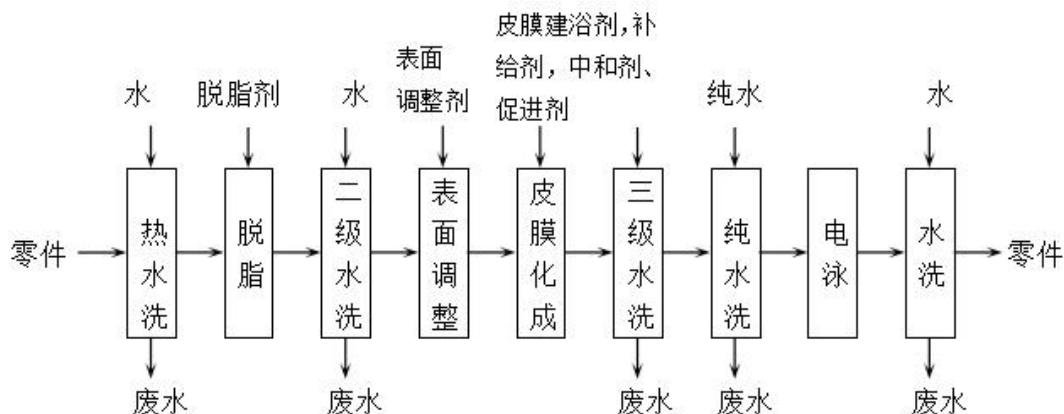 皮膜建浴剂，补
给剂，中和剂、
促进剂
表面
调整剂
水
脱脂剂
水
纯水
水
零件
热水洗
脱脂
二级水洗
表面调整
皮膜化成
三级水洗
纯水洗
电泳
水洗
零件
废水
废水
废水
废水
废水